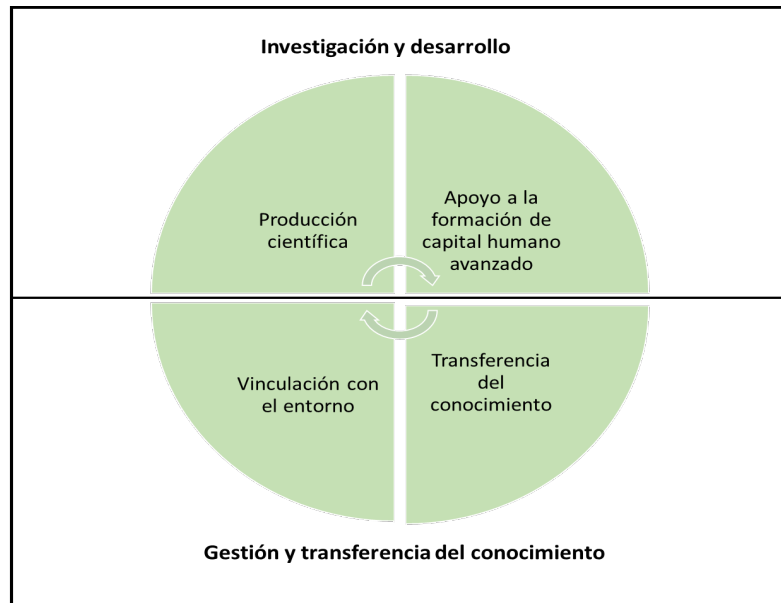 Investigación y desarrollo
Producción
científica
Apoyo a la
formación de
capital humano
avanzado
Vinculación con
el entorno
Transferencia
del
conocimiento
Gestión y transferencia del conocimiento